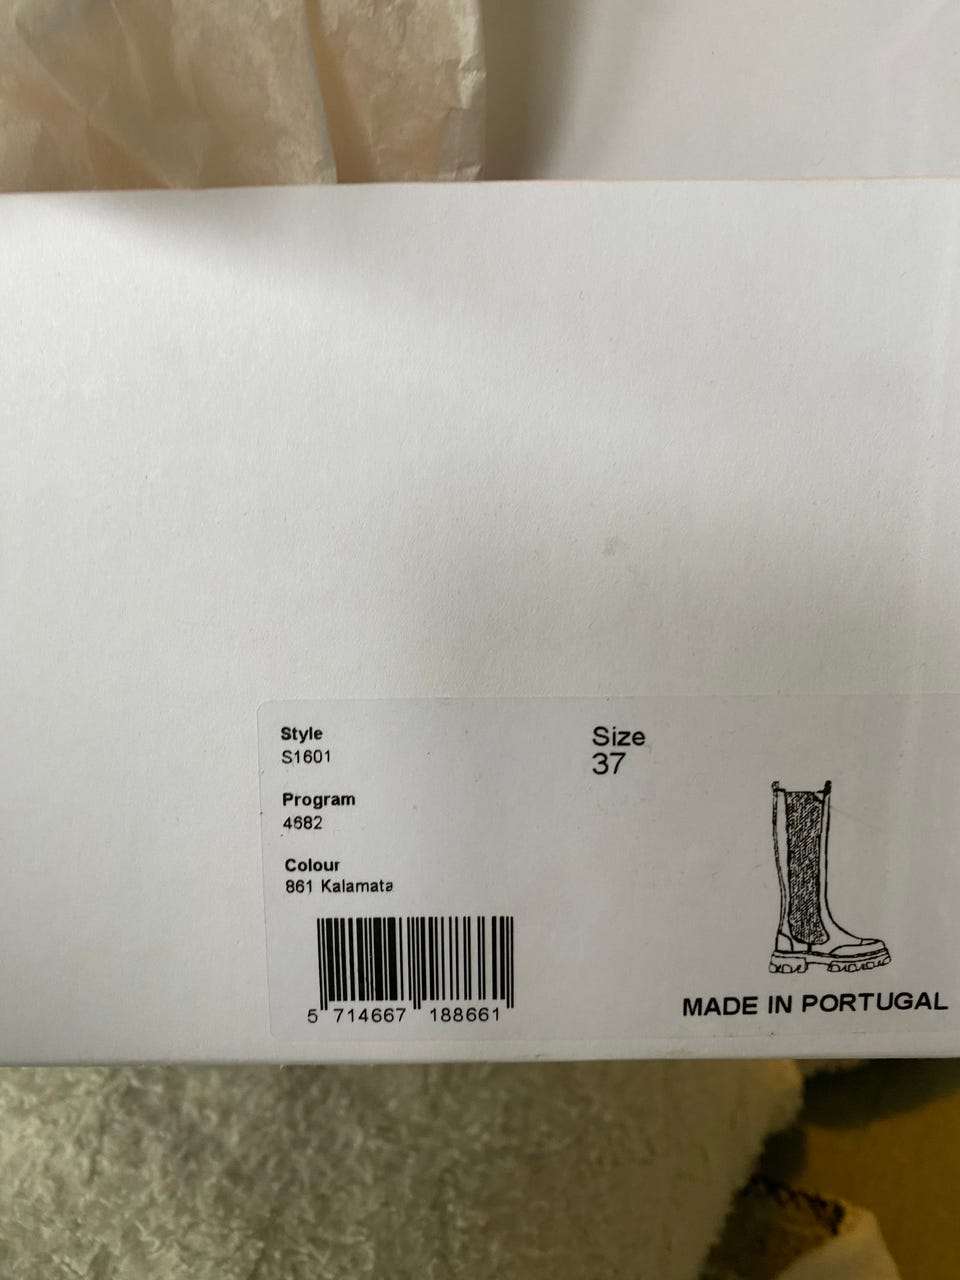 Style
S1601
Size
37
Program
4682
Colour
861 Kalamata
5 714667 188661
MADE IN PORTUGAL